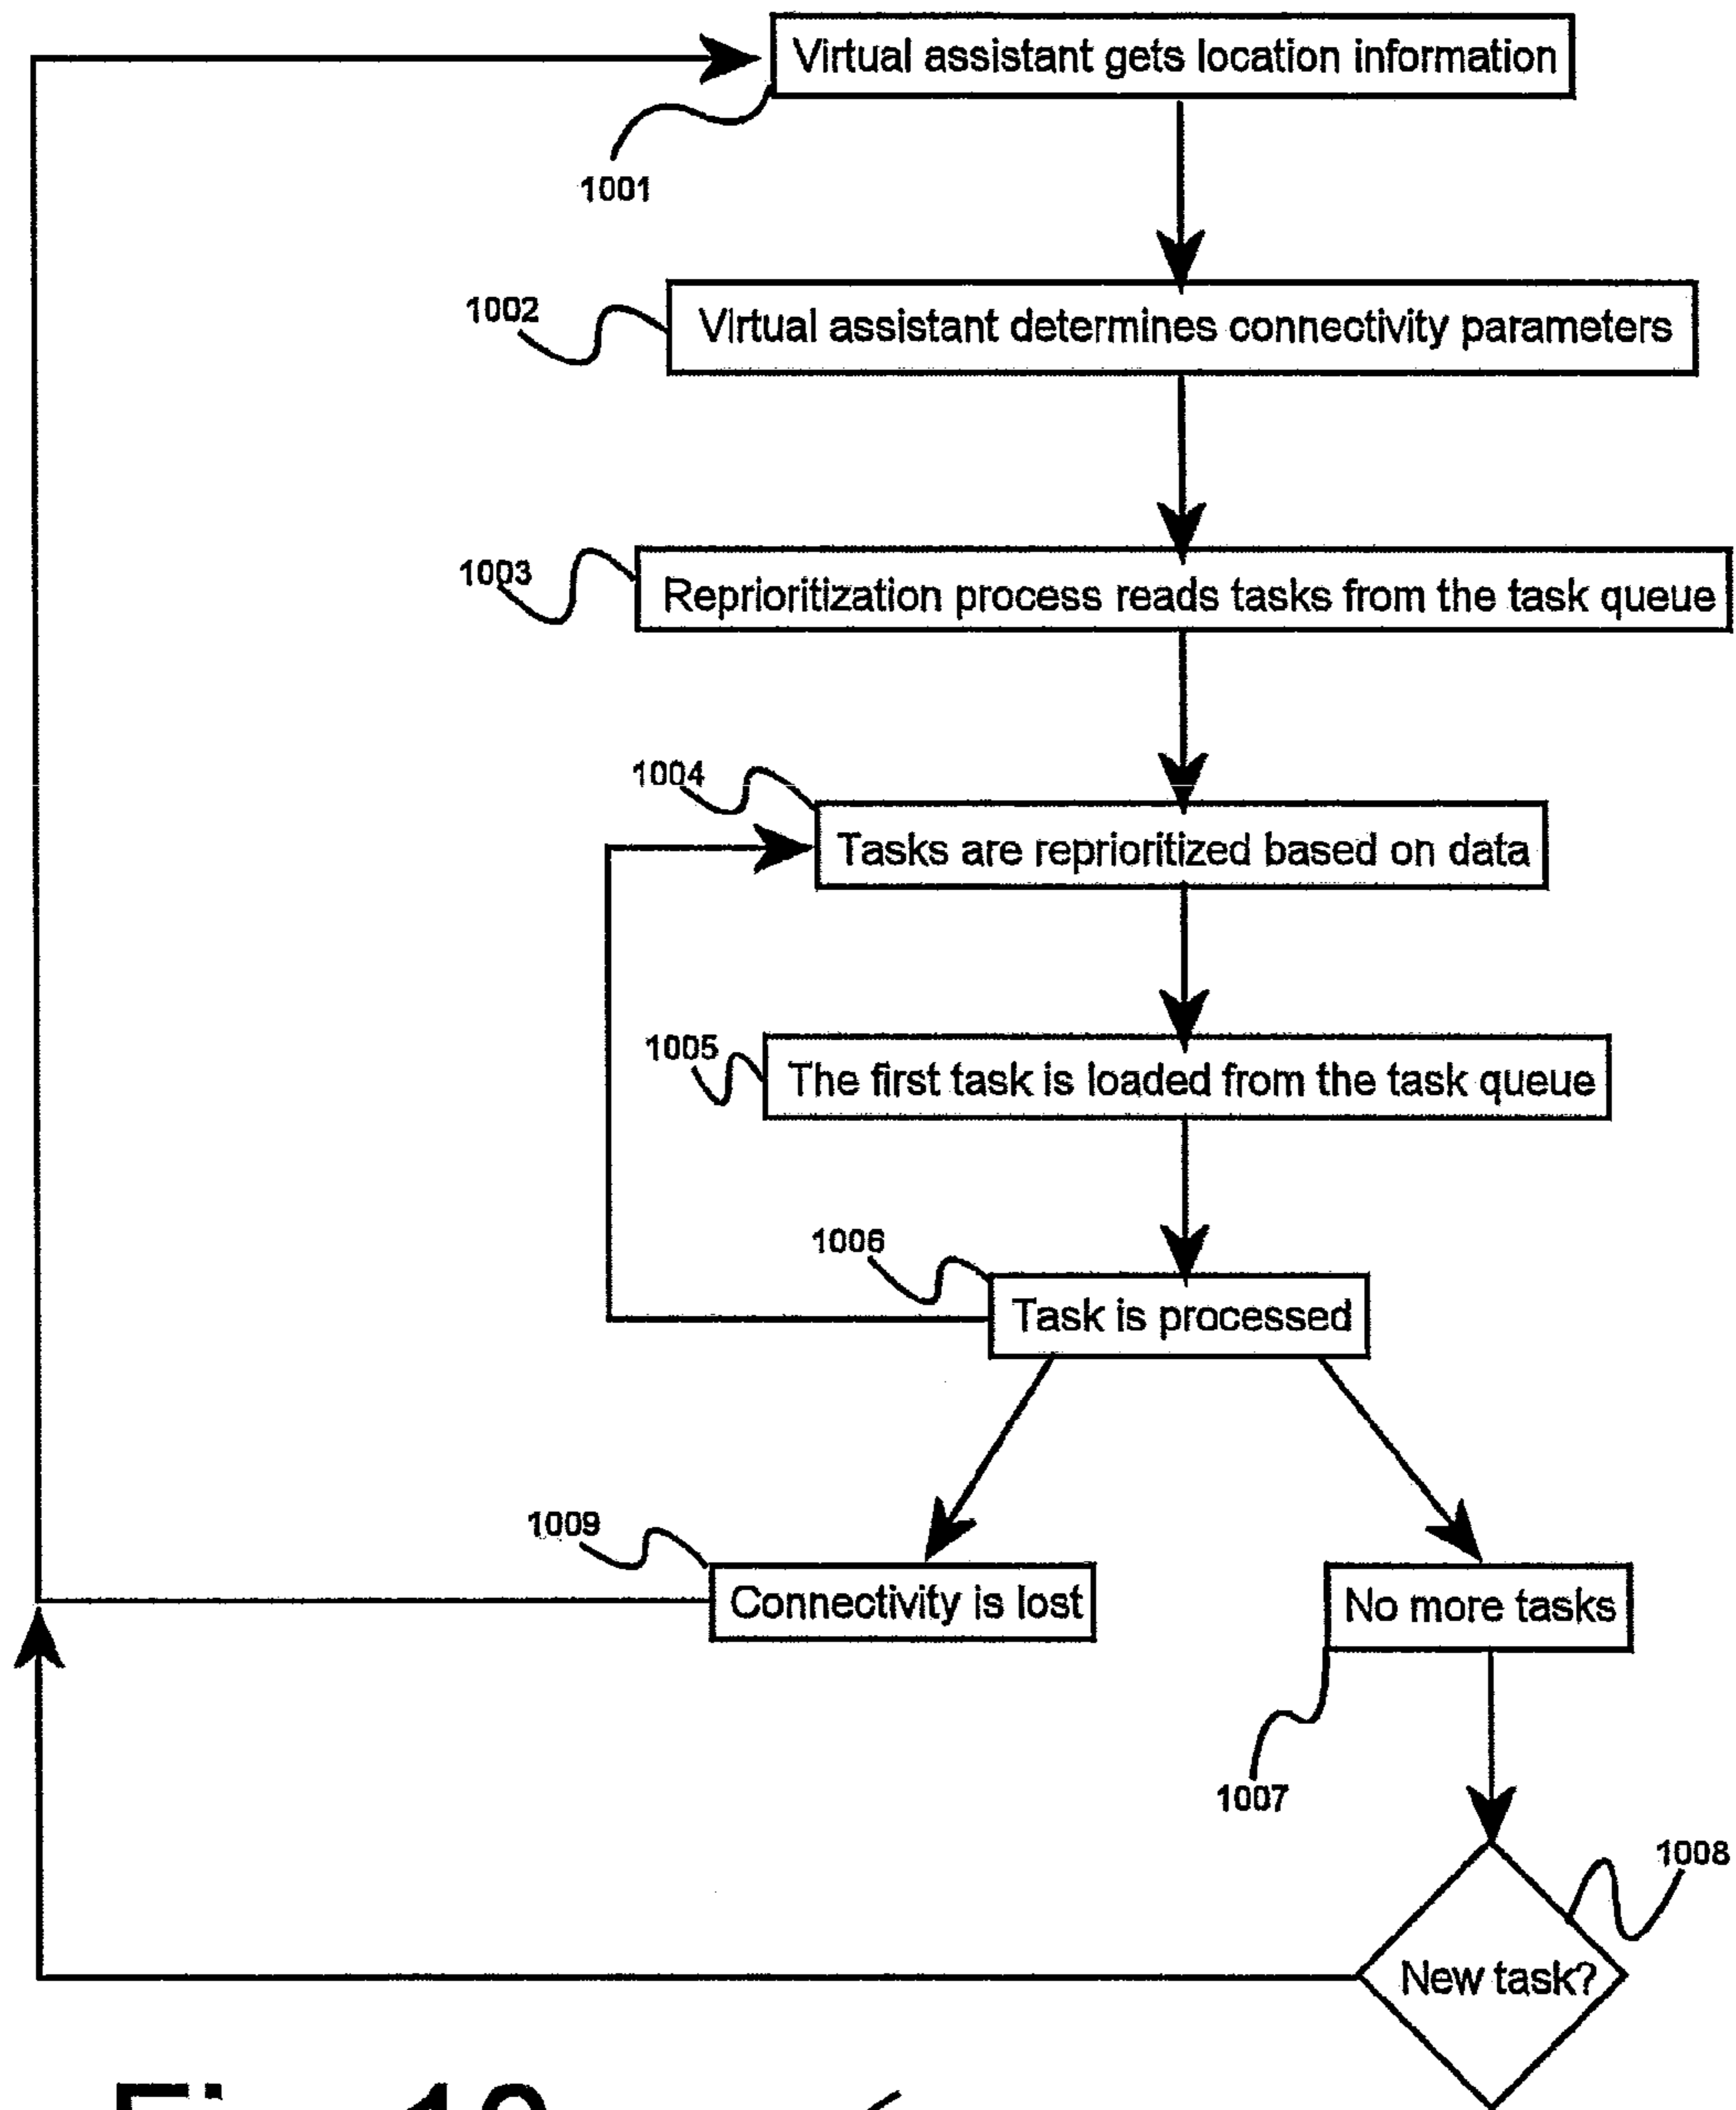 Virtual assistant gets location information
1001
1002
Virtual assistant determines connectivity parameters
1003
Reprioritization process reads tasks from the task queue
1004
Tasks are reprioritized based on data
1005
The first task is loaded from the task queue
1006
Task is processed
1009
Connectivity is lost
No more tasks
1007
1008
New task?